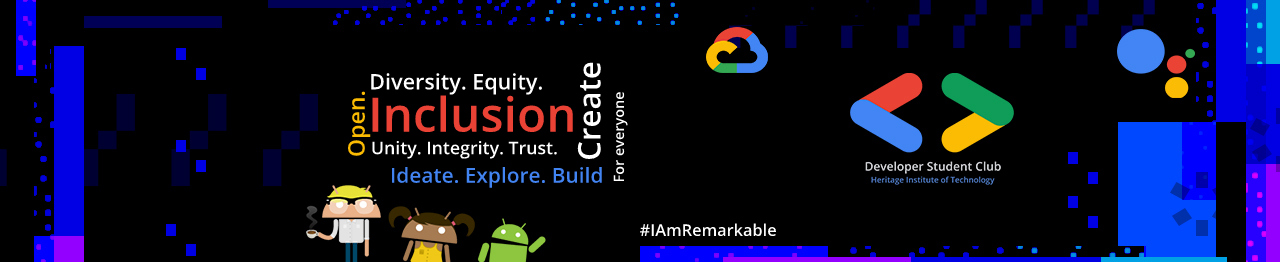 Open.
Diversity. Equity.
Inclusion
Unity. Integrity. Trust.
Create
For everyone
Ideate. Explore. Build
Developer Student Club
Heritage Institute of Technology
#IAmRemarkable